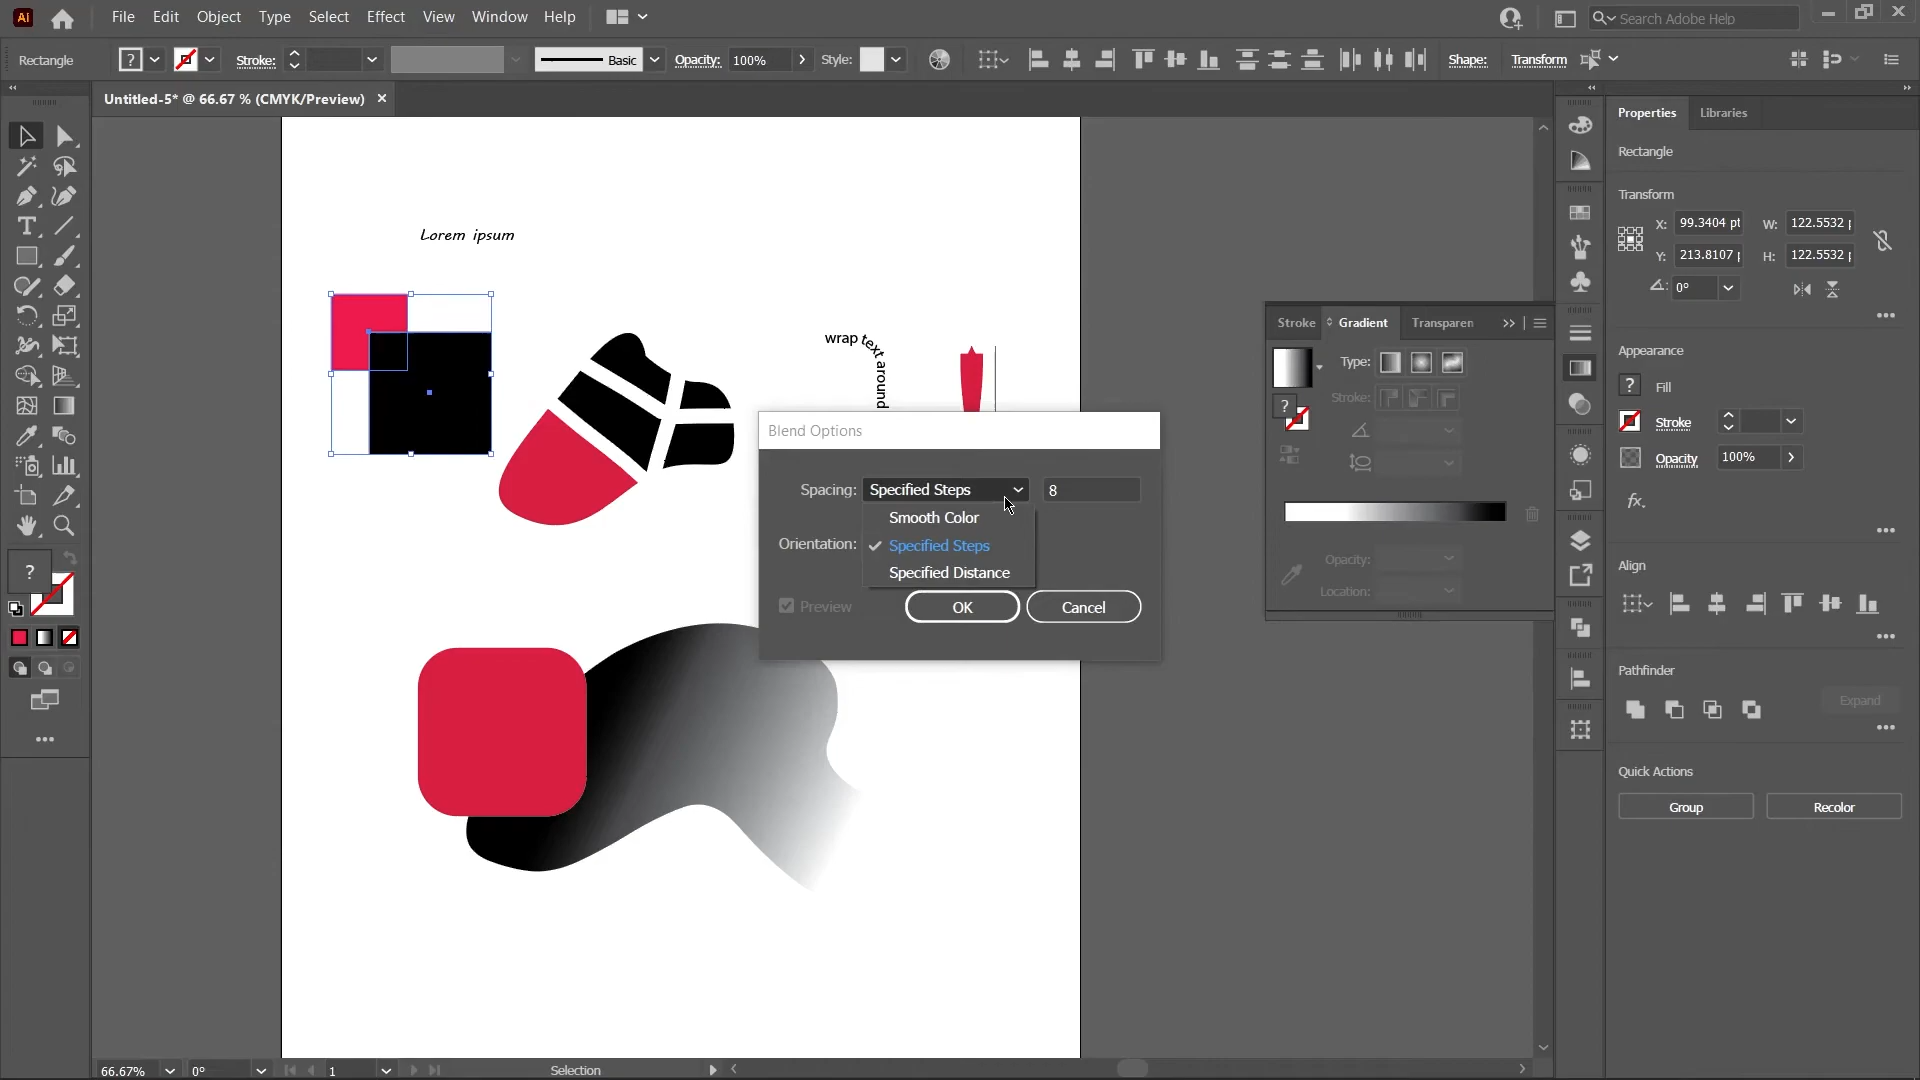 Ai
File Edit Object Type Select Effect View Window Help
Search Adobe Help
Rectangle
?
Stroke:
Basic
Opacity:
100%
Style:
Shape:
Transform
Untitled-5* @ 66.67 % (CMYK/Preview)
Properties
Libraries
Rectangle
Transform
X:
99.3404 pt
W:
122.5532
Y:
213.8107
H:
122.5532
0°
Appearance
?
Fill
Stroke
Opacity
100%
fx.
Align
Pathfinder
Expand
Quick Actions
Group
Recolor
Stroke
Gradient
Transparen
Type:
Stroke:
?
Opacity:
Location:
Lorem ipsum
wrap text around
Blend Options
Spacing:
Specified Steps
8
Smooth Color
Orientation:
Specified Steps
Specified Distance
Preview
OK
Cancel
T
?
66.67%
0°
1
Selection